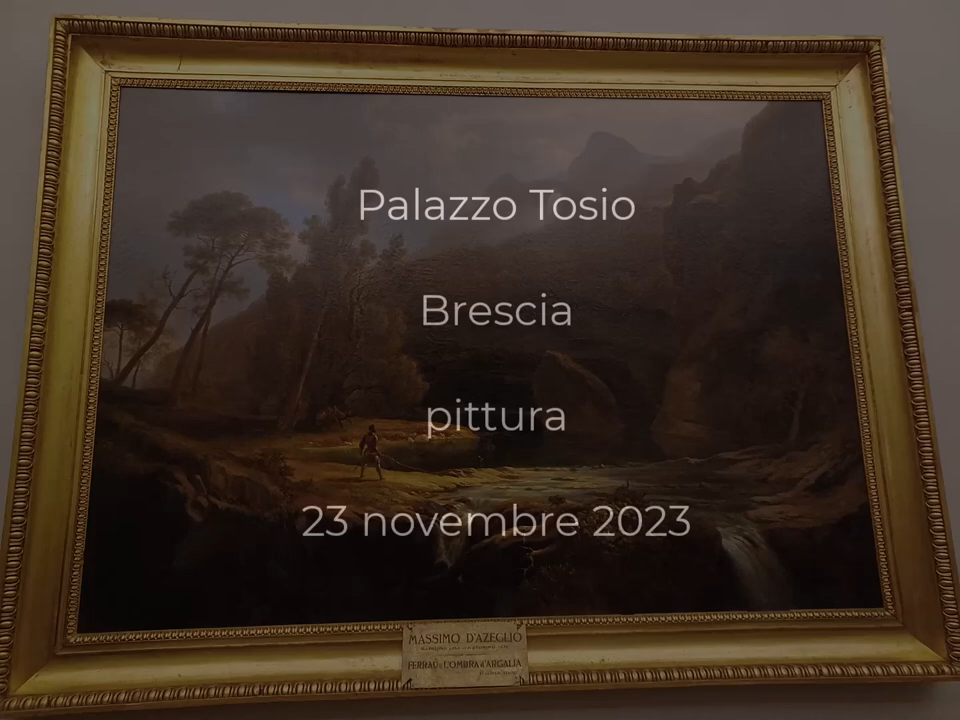 Palazzo Tosio
Brescia
pittura
23 novembre 2023
MASSIMO D'AZEGLIO
FERRAÙ E L'OMBRA d'ARGALIA